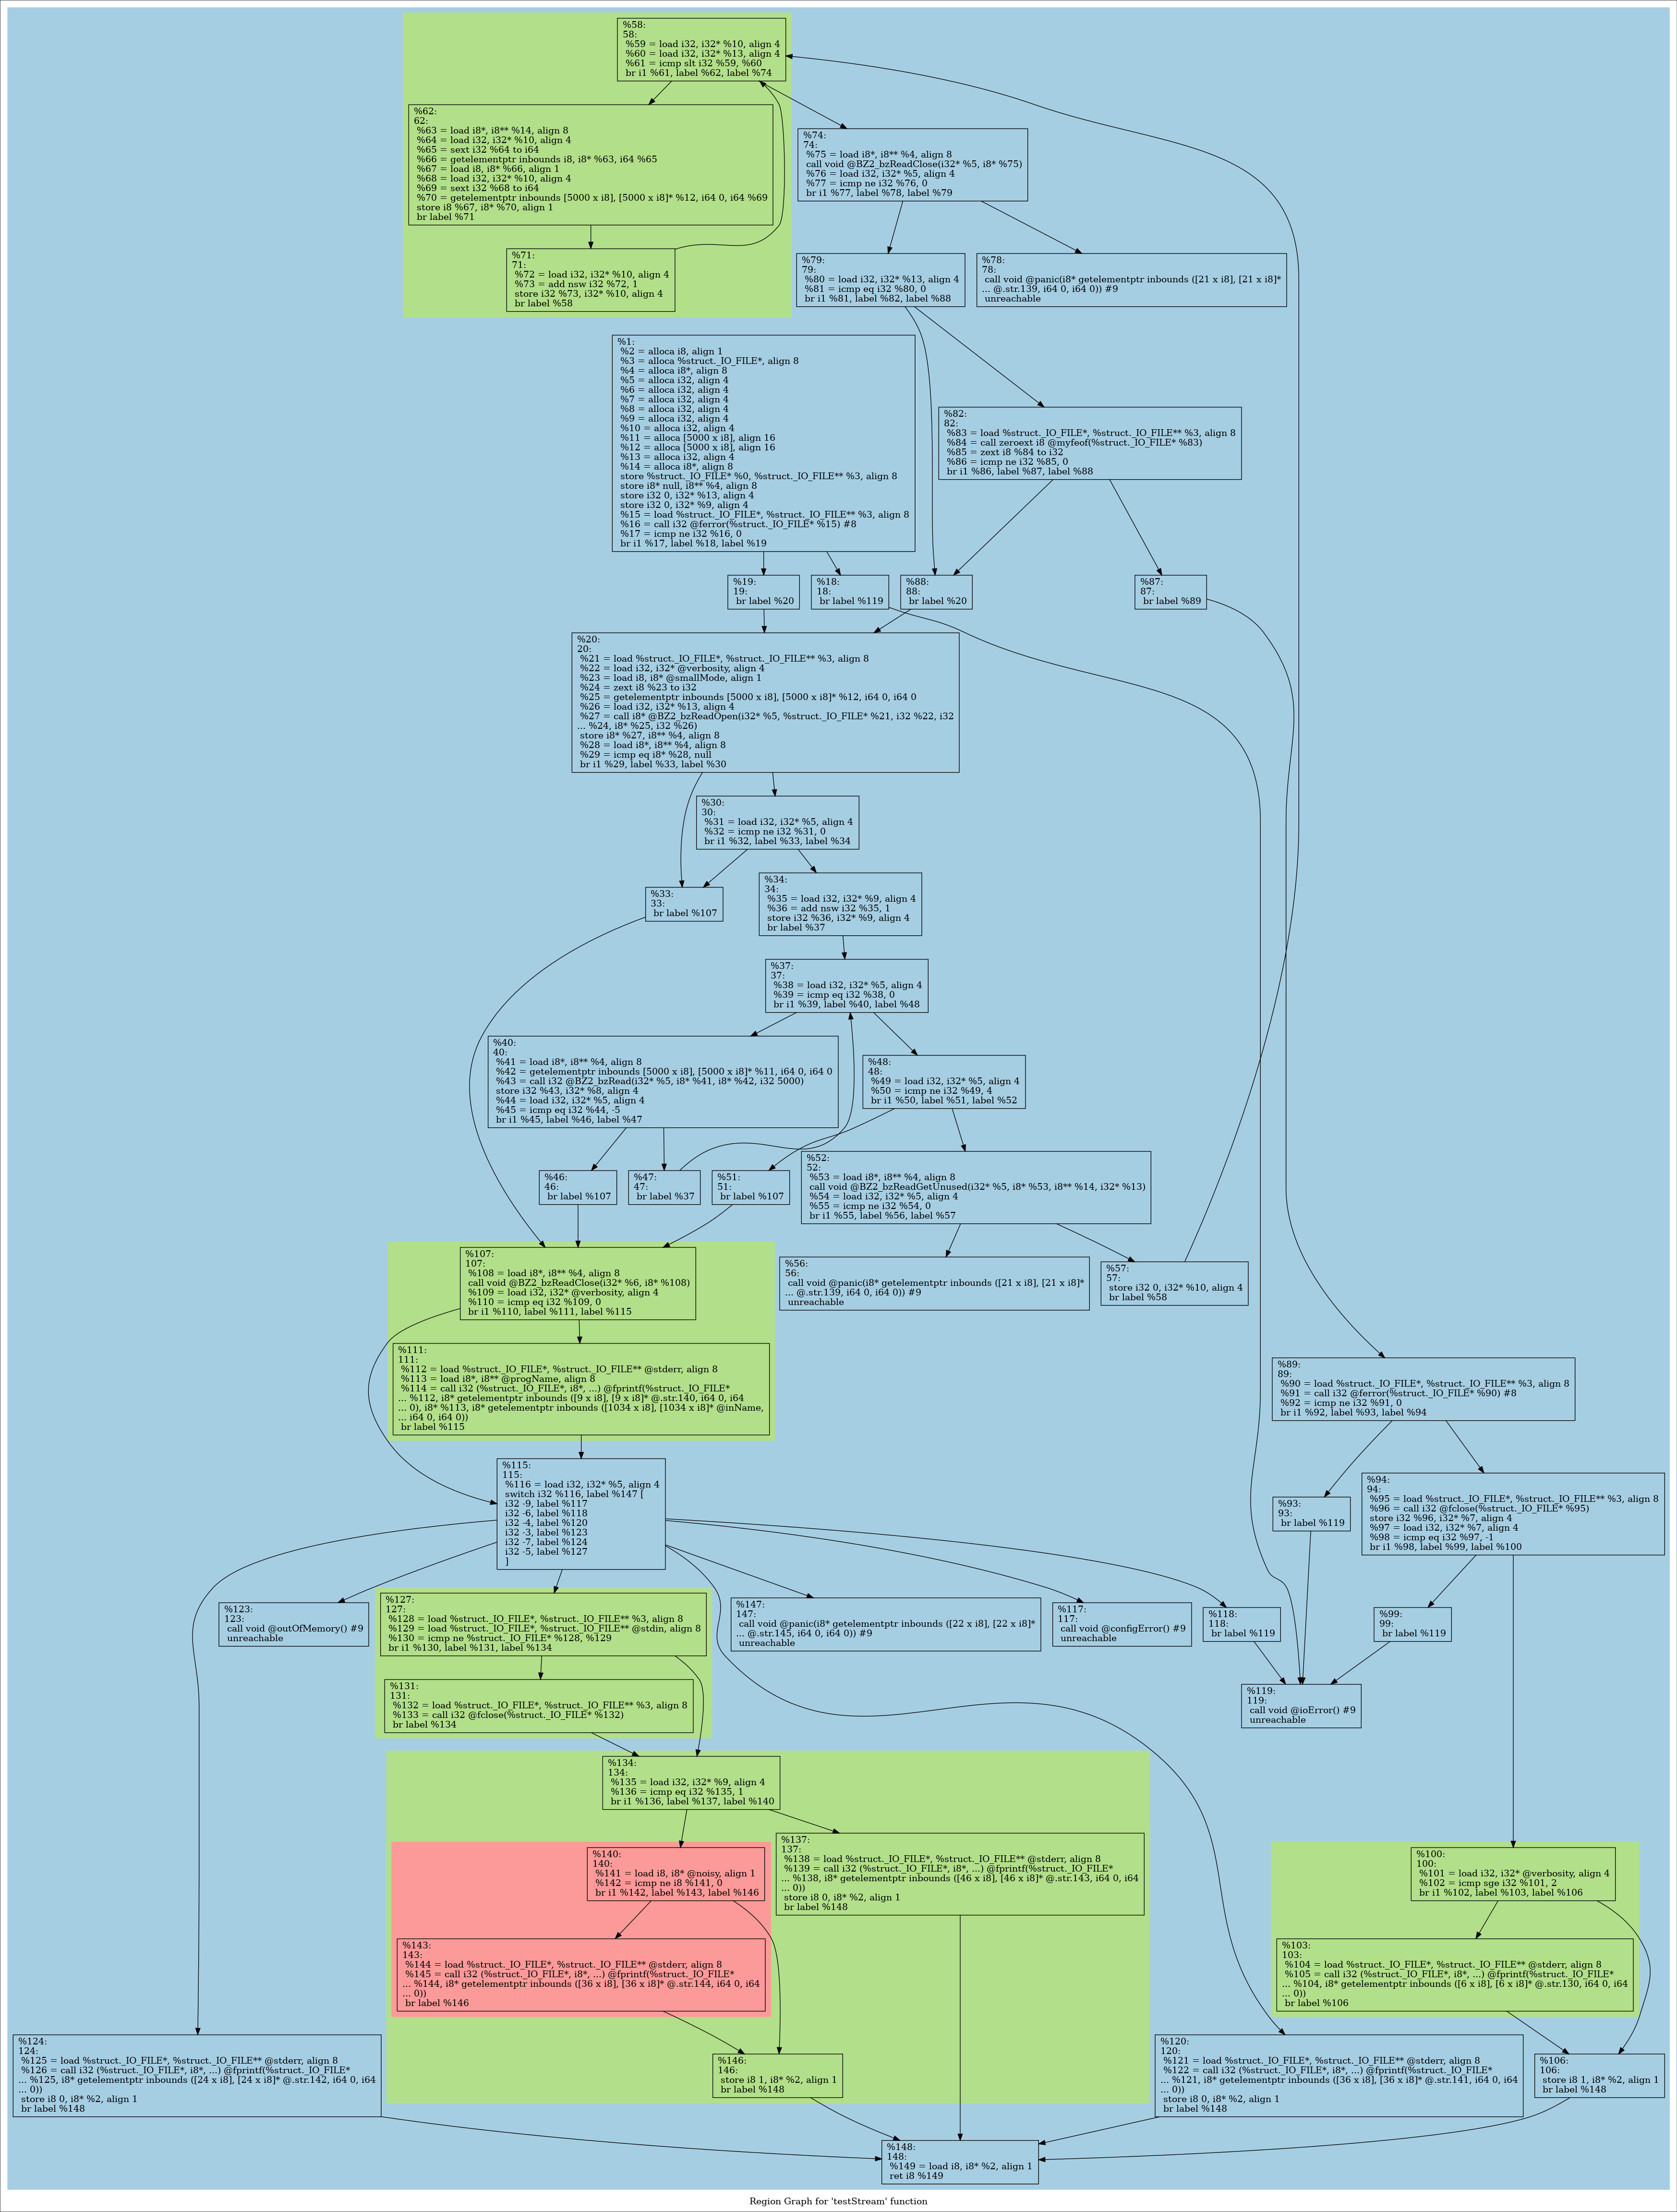 %58:
58:
%59 = load i32, i32* %10, align 4
%60 = load i32, i32* %13, align 4
%61 = icmp slt i32 %59, %60
br i1 %61, label %62, label %74
%62:
62:
%63 = load i8*, i8** %14, align 8
%64 = load i32, i32* %10, align 4
%65 = sext i32 %64 to i64
%66 = getelementptr inbounds i8, i8* %63, i64 %65
%67 = load i8, i8* %66, align 1
%68 = load i32, i32* %10, align 4
%69 = sext i32 %68 to i64
%70 = getelementptr inbounds [5000 x i8], [5000 x i8]* %12, i64 0, i64 %69
store i8 %67, i8* %70, align 1
br label %71
%74:
74:
%75 = load i8*, i8** %4, align 8
call void @BZ2_bzReadClose(i32* %5, i8* %75)
%76 = load i32, i32* %5, align 4
%77 = icmp ne i32 %76, 0
br i1 %77, label %78, label %79
%71:
71:
%72 = load i32, i32* %10, align 4
%73 = add nsw i32 %72, 1
store i32 %73, i32* %10, align 4
br label %58
%79:
79:
%80 = load i32, i32* %13, align 4
%81 = icmp eq i32 %80, 0
br i1 %81, label %82, label %88
%78:
78:
call void @panic(i8* getelementptr inbounds ([21 x i8], [21 x i8]*
... @.str.139, i64 0, i64 0)) #9
unreachable
%1:
%2 = alloca i8, align 1
%3 = alloca %struct._IO_FILE*, align 8
%4 = alloca i8*, align 8
%5 = alloca i32, align 4
%6 = alloca i32, align 4
%7 = alloca i32, align 4
%8 = alloca i32, align 4
%9 = alloca i32, align 4
%10 = alloca i32, align 4
%11 = alloca [5000 x i8], align 16
%12 = alloca [5000 x i8], align 16
%13 = alloca i32, align 4
%14 = alloca i8*, align 8
store %struct._IO_FILE* %0, %struct._IO_FILE** %3, align 8
store i8* null, i8** %4, align 8
store i32 0, i32* %13, align 4
store i32 0, i32* %9, align 4
%15 = load %struct._IO_FILE*, %struct._IO_FILE** %3, align 8
%16 = call i32 @ferror(%struct._IO_FILE* %15) #8
%17 = icmp ne i32 %16, 0
br i1 %17, label %18, label %19
%82:
82:
%83 = load %struct._IO_FILE*, %struct._IO_FILE** %3, align 8
%84 = call zeroext i8 @myfeof(%struct._IO_FILE* %83)
%85 = zext i8 %84 to i32
%86 = icmp ne i32 %85, 0
br i1 %86, label %87, label %88
%19:
19:
br label %20
%18:
18:
br label %119
%88:
88:
br label %20
%87:
87:
br label %89
%20:
20:
%21 = load %struct._IO_FILE*, %struct._IO_FILE** %3, align 8
%22 = load i32, i32* @verbosity, align 4
%23 = load i8, i8* @smallMode, align 1
%24 = zext i8 %23 to i32
%25 = getelementptr inbounds [5000 x i8], [5000 x i8]* %12, i64 0, i64 0
%26 = load i32, i32* %13, align 4
%27 = call i8* @BZ2_bzReadOpen(i32* %5, %struct._IO_FILE* %21, i32 %22, i32
... %24, i8* %25, i32 %26)
store i8* %27, i8** %4, align 8
%28 = load i8*, i8** %4, align 8
%29 = icmp eq i8* %28, null
br i1 %29, label %33, label %30
%30:
30:
%31 = load i32, i32* %5, align 4
%32 = icmp ne i32 %31, 0
br i1 %32, label %33, label %34
%33:
33:
br label %107
%34:
34:
%35 = load i32, i32* %9, align 4
%36 = add nsw i32 %35, 1
store i32 %36, i32* %9, align 4
br label %37
%37:
37:
%38 = load i32, i32* %5, align 4
%39 = icmp eq i32 %38, 0
br i1 %39, label %40, label %48
%40:
40:
%41 = load i8*, i8** %4, align 8
%42 = getelementptr inbounds [5000 x i8], [5000 x i8]* %11, i64 0, i64 0
%43 = call i32 @BZ2_bzRead(i32* %5, i8* %41, i8* %42, i32 5000)
store i32 %43, i32* %8, align 4
%44 = load i32, i32* %5, align 4
%45 = icmp eq i32 %44, -5
br i1 %45, label %46, label %47
%48:
48:
%49 = load i32, i32* %5, align 4
%50 = icmp ne i32 %49, 4
br i1 %50, label %51, label %52
%46:
46:
br label %107
%47:
47:
br label %37
%51:
51:
br label %107
%52:
52:
%53 = load i8*, i8** %4, align 8
call void @BZ2_bzReadGetUnused(i32* %5, i8* %53, i8** %14, i32* %13)
%54 = load i32, i32* %5, align 4
%55 = icmp ne i32 %54, 0
br i1 %55, label %56, label %57
%107:
107:
%108 = load i8*, i8** %4, align 8
call void @BZ2_bzReadClose(i32* %6, i8* %108)
%109 = load i32, i32* @verbosity, align 4
%110 = icmp eq i32 %109, 0
br i1 %110, label %111, label %115
%56:
56:
call void @panic(i8* getelementptr inbounds ([21 x i8], [21 x i8]*
... @.str.139, i64 0, i64 0)) #9
unreachable
%57:
57:
store i32 0, i32* %10, align 4
br label %58
%111:
111:
%112 = load %struct._IO_FILE*, %struct._IO_FILE** @stderr, align 8
%113 = load i8*, i8** @progName, align 8
%114 = call i32 (%struct._IO_FILE*, i8*, ...) @fprintf(%struct._IO_FILE*
... %112, i8* getelementptr inbounds ([9 x i8], [9 x i8]* @.str.140, i64 0, i64
... 0), i8* %113, i8* getelementptr inbounds ([1034 x i8], [1034 x i8]* @inName,
... i64 0, i64 0))
br label %115
%89:
89:
%90 = load %struct._IO_FILE*, %struct._IO_FILE** %3, align 8
%91 = call i32 @ferror(%struct._IO_FILE* %90) #8
%92 = icmp ne i32 %91, 0
br i1 %92, label %93, label %94
%115:
115:
%116 = load i32, i32* %5, align 4
switch i32 %116, label %147 [
i32 -9, label %117
i32 -6, label %118
i32 -4, label %120
i32 -3, label %123
i32 -7, label %124
i32 -5, label %127
]
%93:
93:
br label %119
%94:
94:
%95 = load %struct._IO_FILE*, %struct._IO_FILE** %3, align 8
%96 = call i32 @fclose(%struct._IO_FILE* %95)
store i32 %96, i32* %7, align 4
%97 = load i32, i32* %7, align 4
%98 = icmp eq i32 %97, -1
br i1 %98, label %99, label %100
%123:
123:
call void @outOfMemory() #9
unreachable
%127:
127:
%128 = load %struct._IO_FILE*, %struct._IO_FILE** %3, align 8
%129 = load %struct._IO_FILE*, %struct._IO_FILE** @stdin, align 8
%130 = icmp ne %struct._IO_FILE* %128, %129
br i1 %130, label %131, label %134
%147:
147:
call void @panic(i8* getelementptr inbounds ([22 x i8], [22 x i8]*
... @.str.145, i64 0, i64 0)) #9
unreachable
%117:
117:
call void @configError() #9
unreachable
%118:
118:
br label %119
%99:
99:
br label %119
%131:
131:
%132 = load %struct._IO_FILE*, %struct._IO_FILE** %3, align 8
%133 = call i32 @fclose(%struct._IO_FILE* %132)
br label %134
%119:
119:
call void @ioError() #9
unreachable
%134:
134:
%135 = load i32, i32* %9, align 4
%136 = icmp eq i32 %135, 1
br i1 %136, label %137, label %140
%140:
140:
%141 = load i8, i8* @noisy, align 1
%142 = icmp ne i8 %141, 0
br i1 %142, label %143, label %146
%137:
137:
%138 = load %struct._IO_FILE*, %struct._IO_FILE** @stderr, align 8
%139 = call i32 (%struct._IO_FILE*, i8*, ...) @fprintf(%struct._IO_FILE*
... %138, i8* getelementptr inbounds ([46 x i8], [46 x i8]* @.str.143, i64 0, i64
... 0))
store i8 0, i8* %2, align 1
br label %148
%100:
100:
%101 = load i32, i32* @verbosity, align 4
%102 = icmp sge i32 %101, 2
br i1 %102, label %103, label %106
%143:
143:
%144 = load %struct._IO_FILE*, %struct._IO_FILE** @stderr, align 8
%145 = call i32 (%struct._IO_FILE*, i8*, ...) @fprintf(%struct._IO_FILE*
... %144, i8* getelementptr inbounds ([36 x i8], [36 x i8]* @.str.144, i64 0, i64
... 0))
br label %146
%103:
103:
%104 = load %struct._IO_FILE*, %struct._IO_FILE** @stderr, align 8
%105 = call i32 (%struct._IO_FILE*, i8*, ...) @fprintf(%struct._IO_FILE*
... %104, i8* getelementptr inbounds ([6 x i8], [6 x i8]* @.str.130, i64 0, i64
... 0))
br label %106
%124:
124:
%125 = load %struct._IO_FILE*, %struct._IO_FILE** @stderr, align 8
%126 = call i32 (%struct._IO_FILE*, i8*, ...) @fprintf(%struct._IO_FILE*
... %125, i8* getelementptr inbounds ([24 x i8], [24 x i8]* @.str.142, i64 0, i64
... 0))
store i8 0, i8* %2, align 1
br label %148
%146:
146:
store i8 1, i8* %2, align 1
br label %148
%120:
120:
%121 = load %struct._IO_FILE*, %struct._IO_FILE** @stderr, align 8
%122 = call i32 (%struct._IO_FILE*, i8*, ...) @fprintf(%struct._IO_FILE*
... %121, i8* getelementptr inbounds ([36 x i8], [36 x i8]* @.str.141, i64 0, i64
... 0))
store i8 0, i8* %2, align 1
br label %148
%106:
106:
store i8 1, i8* %2, align 1
br label %148
%148:
148:
%149 = load i8, i8* %2, align 1
ret i8 %149
Region Graph for 'testStream' function